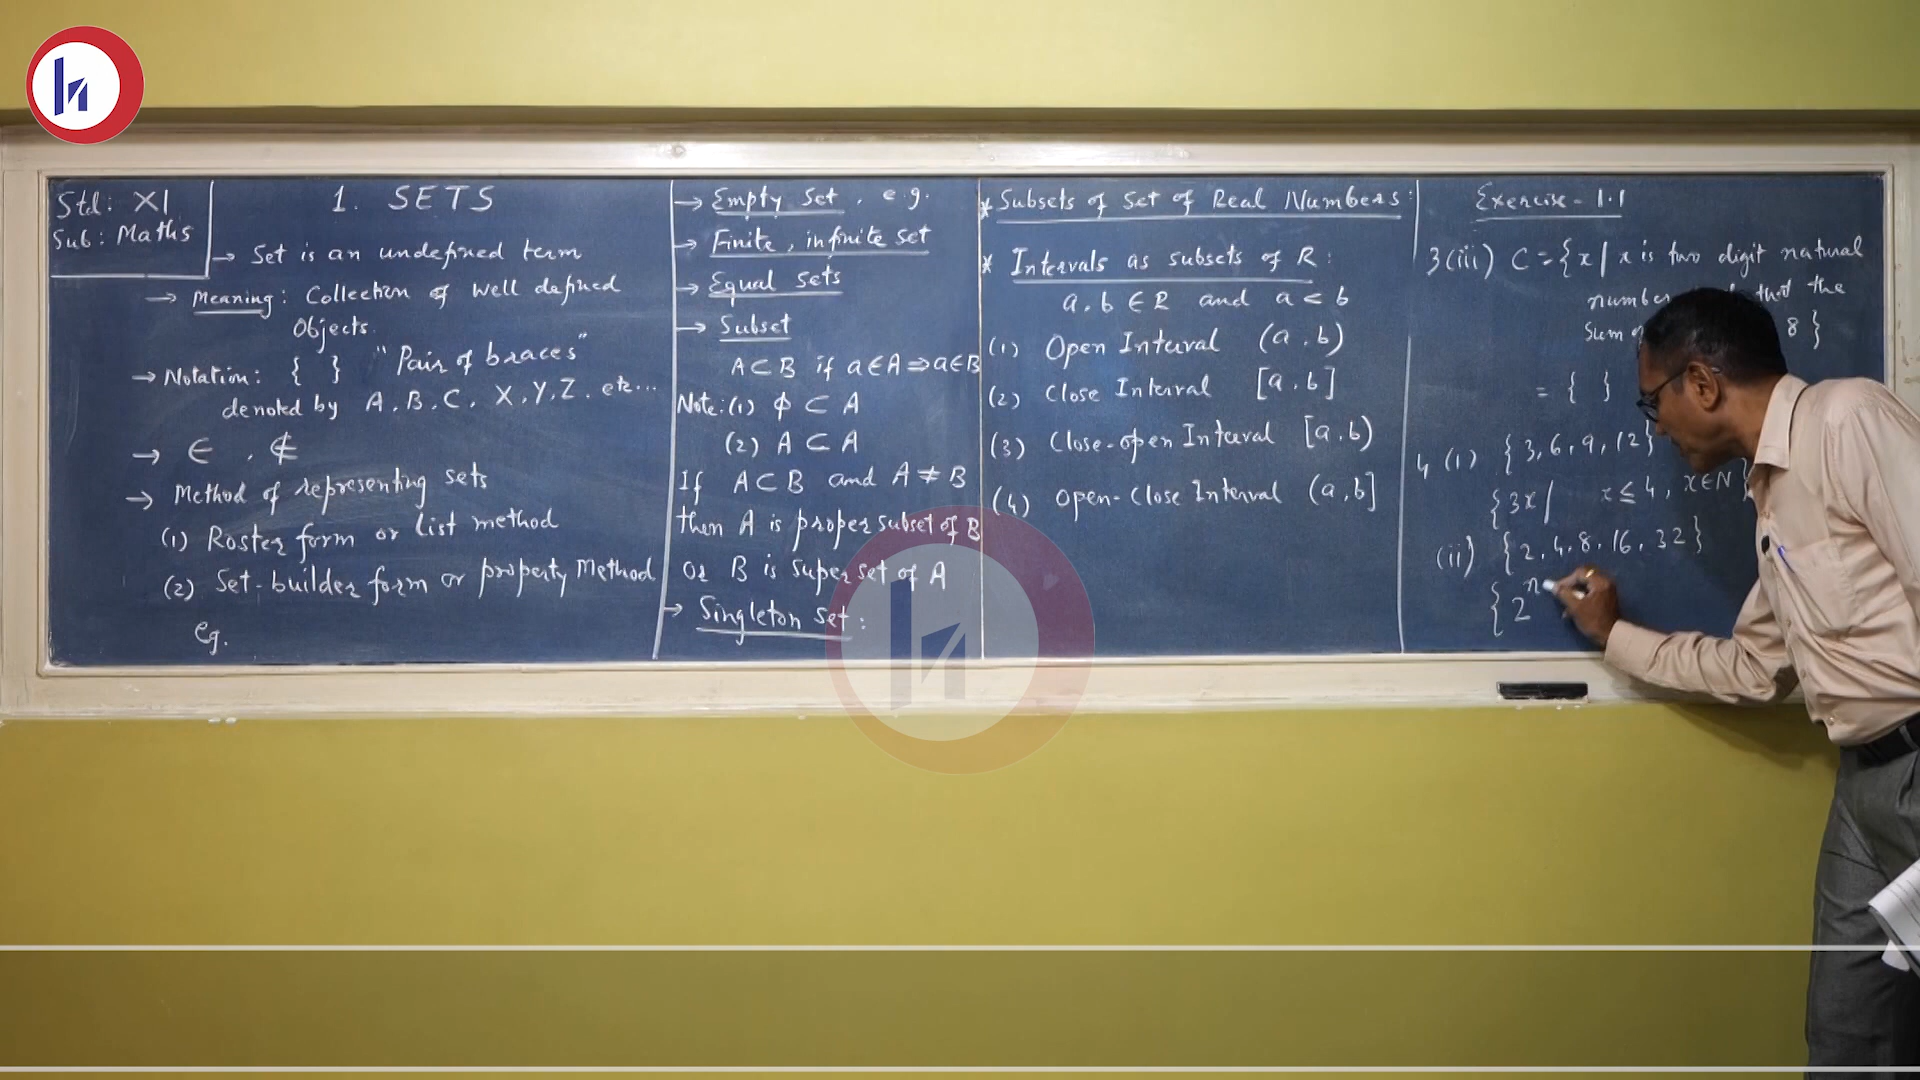 Std: XI
Sub: Maths
1. SETS
→ Set is an undefined term
→ Meaning: Collection of well defined
Objects.
→ Notation: { } "Pair of braces"
denoted by A, B, C, X, Y, Z. etc...
→ ∈ , ∉
→ Method of representing sets
(1) Roster form or List method
(2) Set-builder form or property Method
eg.
→ Empty Set, e.g.
→ Finite, infinite set
→ Equal sets
→ Subset
A⊂B if a∈A⇒a∈B
Note: (1) ϕ ⊂ A
(2) A ⊂ A
If A⊂B and A≠B
then A is proper subset of B
or B is super set of A
→ Singleton set:
* Subsets of Set of Real Numbers:
* Intervals as subsets of R:
a, b ∈ R and a < b
(1) Open Interval (a, b)
(2) Close Interval [a, b]
(3) Close-open Interval [a, b)
(4) Open-Close Interval (a, b]
Exercise - 1.1
3(iii) C = {x / x is two digit natural
number that the
Sum 8}
= { }
4 (i) {3, 6, 9, 12}
{3x / x ≤ 4, x∈N}
(ii) {2, 4, 8, 16, 32}
{2ⁿ